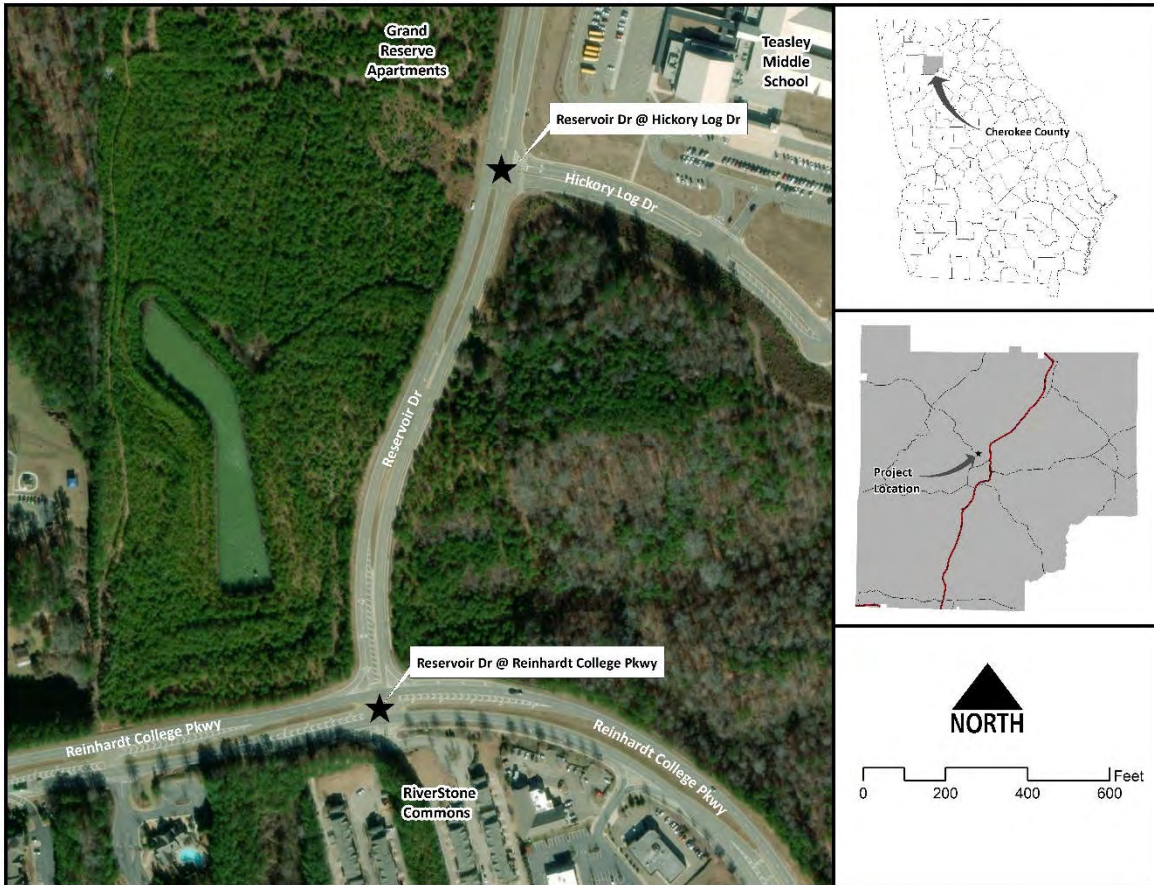 Grand
Reserve
Apartments
Teasley
Middle
School
Reservoir Dr @ Hickory Log Dr
Hickory Log Dr
Reservoir Dr
Reservoir Dr @ Reinhardt College Pkwy
Reinhardt College Pkwy
Reinhardt College Pkwy
RiverStone
Commons
Cherokee County
Project
Location
NORTH
Feet
0 200 400 600